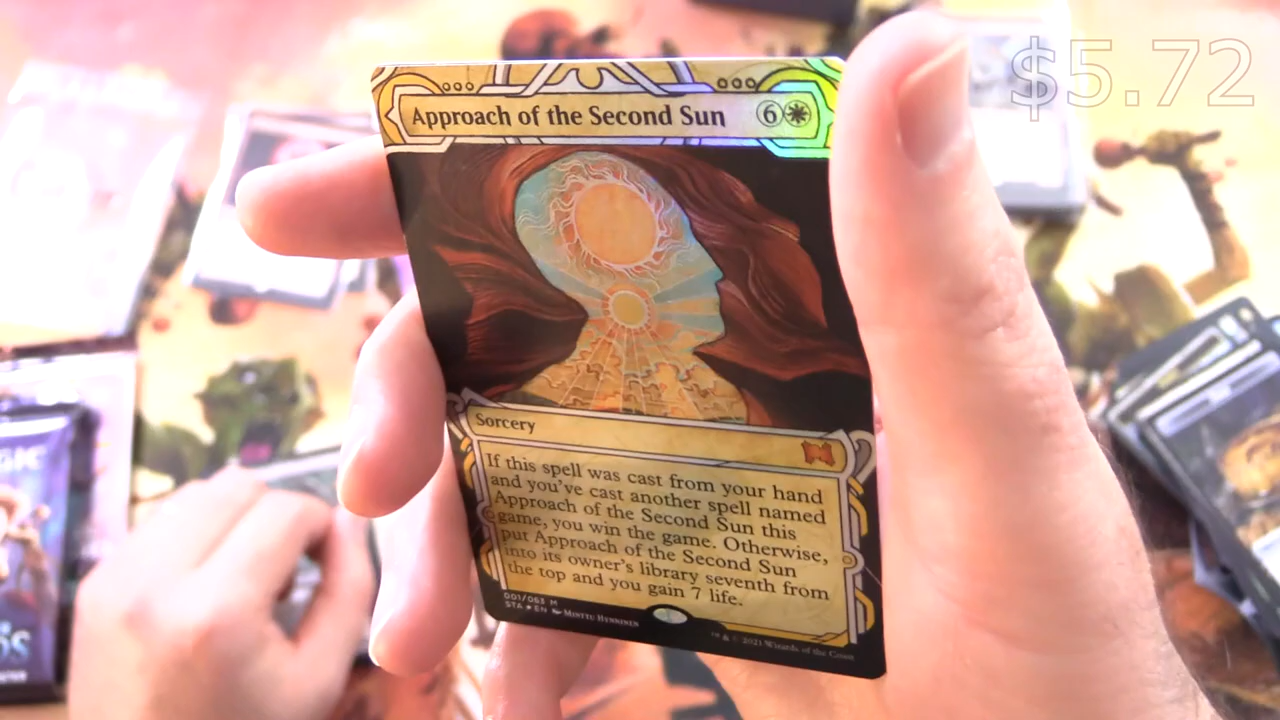 $5.72
Approach of the Second Sun 6
Sorcery
If this spell was cast from your hand
and you've cast another spell named
Approach of the Second Sun this
game, you win the game. Otherwise,
put Approach of the Second Sun
into its owner's library seventh from
the top and you gain 7 life.
001/063 M
STA ★ EN Minttu Hynninen
™ & © 2021 Wizards of the Coast